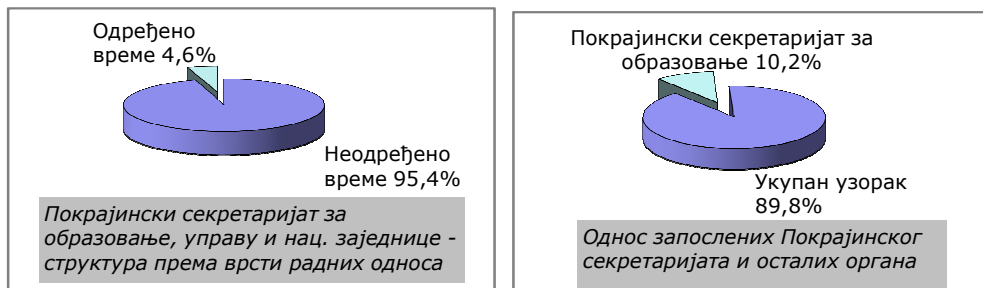 Одређено
време 4,6%
Неодређено
време 95,4%
Покрајински секретаријат за
образовање, управу и нац. заједнице -
структура према врсти радних односа
Покрајински секретаријат за
образовање 10,2%
Укупан узорак
89,8%
Однос запослених Покрајинског
секретаријата и осталих органа